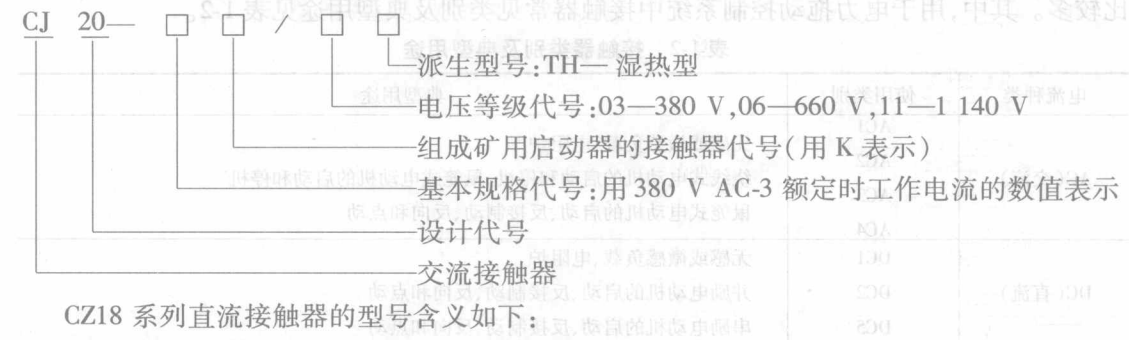 CJ 20— □ □ / □ □
派生型号:TH—湿热型
电压等级代号:03—380 V,06—660 V,11—1 140 V
组成矿用启动器的接触器代号(用 K 表示)
基本规格代号:用 380 V AC-3 额定时工作电流的数值表示
设计代号
交流接触器
CZ18 系列直流接触器的型号含义如下: